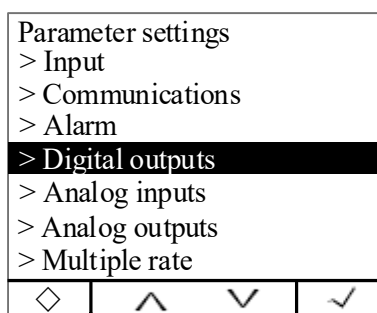 Parameter settings
> Input
> Communications
> Alarm
> Digital outputs
> Analog inputs
> Analog outputs
> Multiple rate